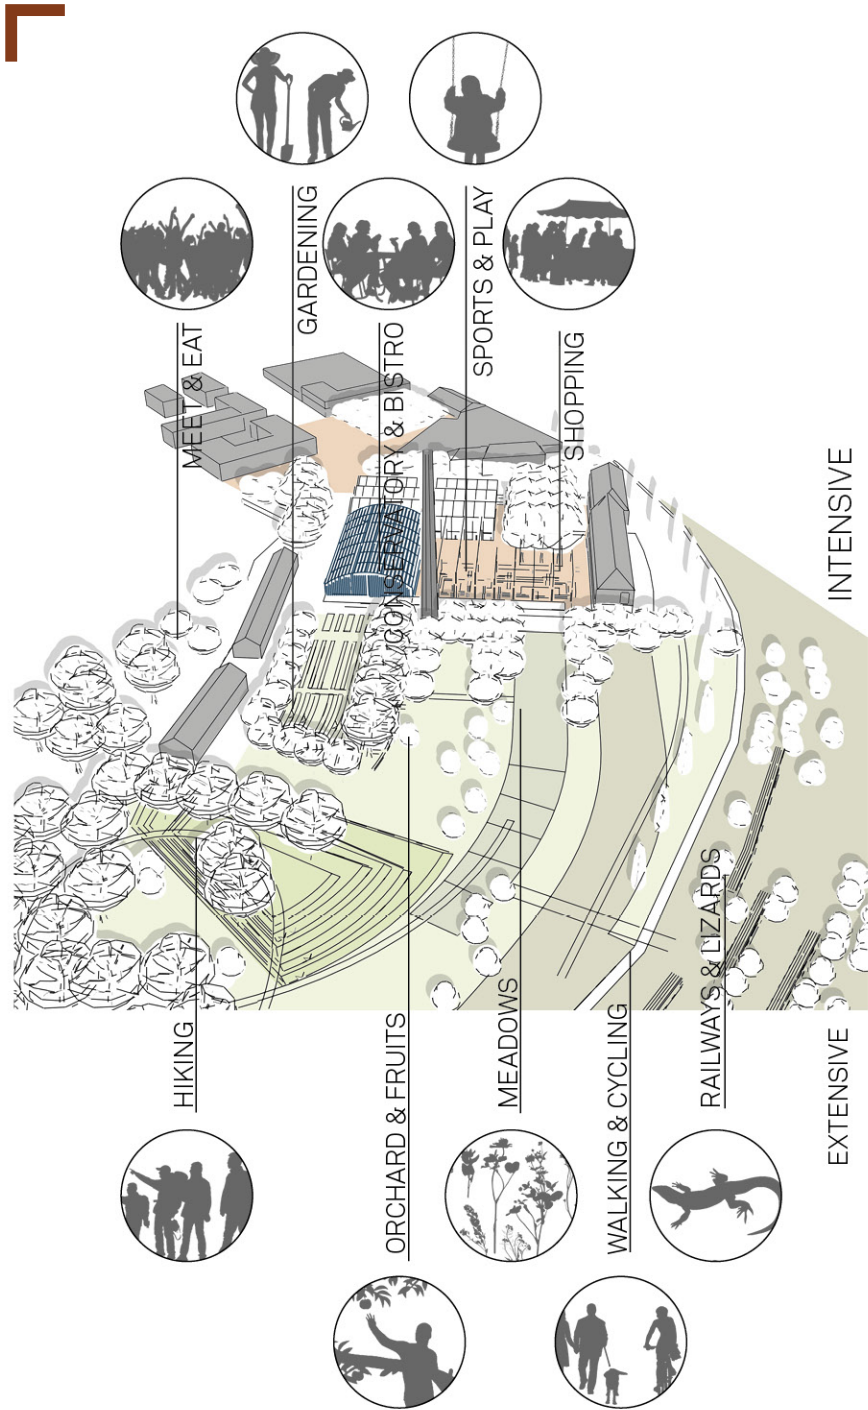 MEET & EAT
GARDENING
CONSERVATORY & BISTRO
SPORTS & PLAY
SHOPPING
INTENSIVE
HIKING
ORCHARD & FRUITS
MEADOWS
WALKING & CYCLING
RAILWAYS & LIZARDS
EXTENSIVE